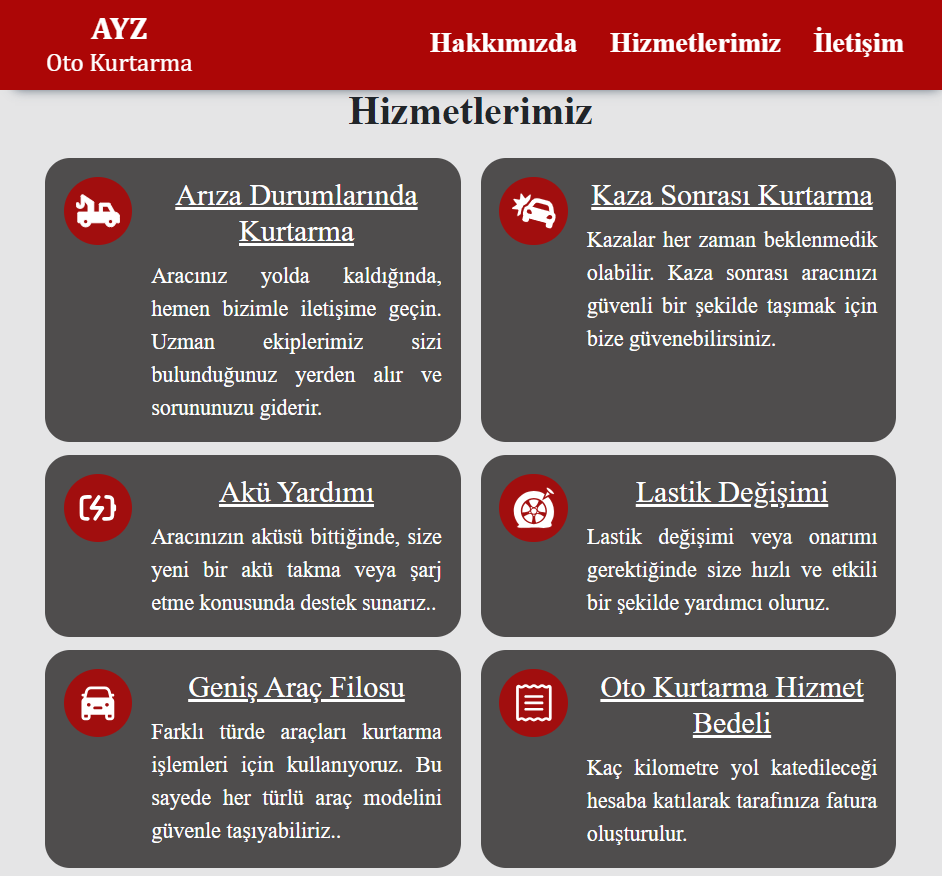 AYZ
Oto Kurtarma
Hakkımızda Hizmetlerimiz İletişim
Hizmetlerimiz
Arıza Durumlarında
Kurtarma
Aracınız yolda kaldığında,
hemen bizimle iletişime geçin.
Uzman ekiplerimiz sizi
bulunduğunuz yerden alır ve
sorununuzu giderir.
Kaza Sonrası Kurtarma
Kazalar her zaman beklenmedik
olabilir. Kaza sonrası aracınızı
güvenli bir şekilde taşımak için
bize güvenebilirsiniz.
Akü Yardımı
Aracınızın aküsü bittiğinde, size
yeni bir akü takma veya şarj
etme konusunda destek sunarız..
Lastik Değişimi
Lastik değişimi veya onarımı
gerektiğinde size hızlı ve etkili
bir şekilde yardımcı oluruz.
Geniş Araç Filosu
Farklı türde araçları kurtarma
işlemleri için kullanıyoruz. Bu
sayede her türlü araç modelini
güvenle taşıyabiliriz..
Oto Kurtarma Hizmet
Bedeli
Kaç kilometre yol katedileceği
hesaba katılarak tarafınıza fatura
oluşturulur.